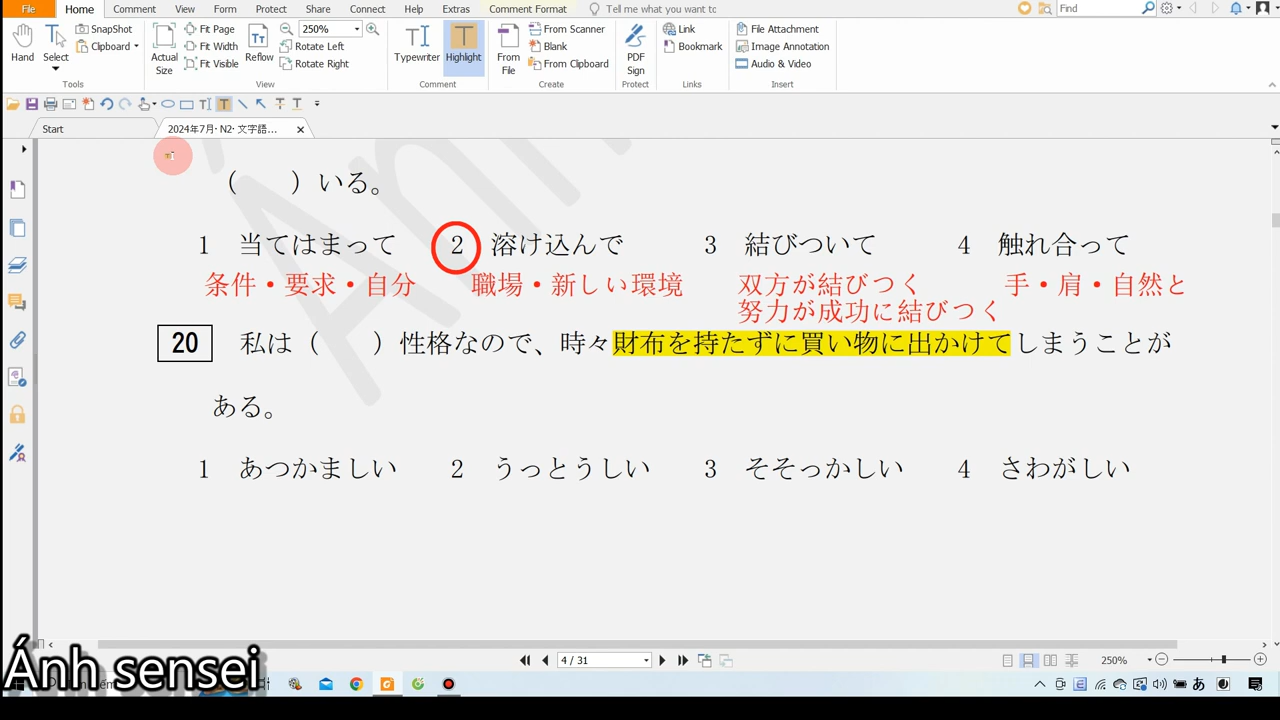 File Home Comment View Form Protect Share Connect Help Extras Comment Format Tell me what you want to Find
SnapShot Fit Page 250% From Scanner Link File Attachment
Clipboard Fit Width Rotate Left Blank Bookmark Image Annotation
Hand Select Actual Size Fit Visible Reflow Rotate Right Typewriter Highlight From File From Clipboard PDF Sign Audio & Video
Tools View Comment Create Protect Links Insert
Start 2024年7月· N2· 文字語...
( ) いる。
1 当てはまって 2 溶け込んで 3 結びついて 4 触れ合って
条件・要求・自分 職場・新しい環境 双方が結びつく 手・肩・自然と
努力が成功に結びつく
20 私は ( ) 性格なので、時々財布を持たずに買い物に出かけてしまうことが
ある。
1 あつかましい 2 うっとうしい 3 そそっかしい 4 さわがしい
4 / 31 250%
Ánh sensei
あ